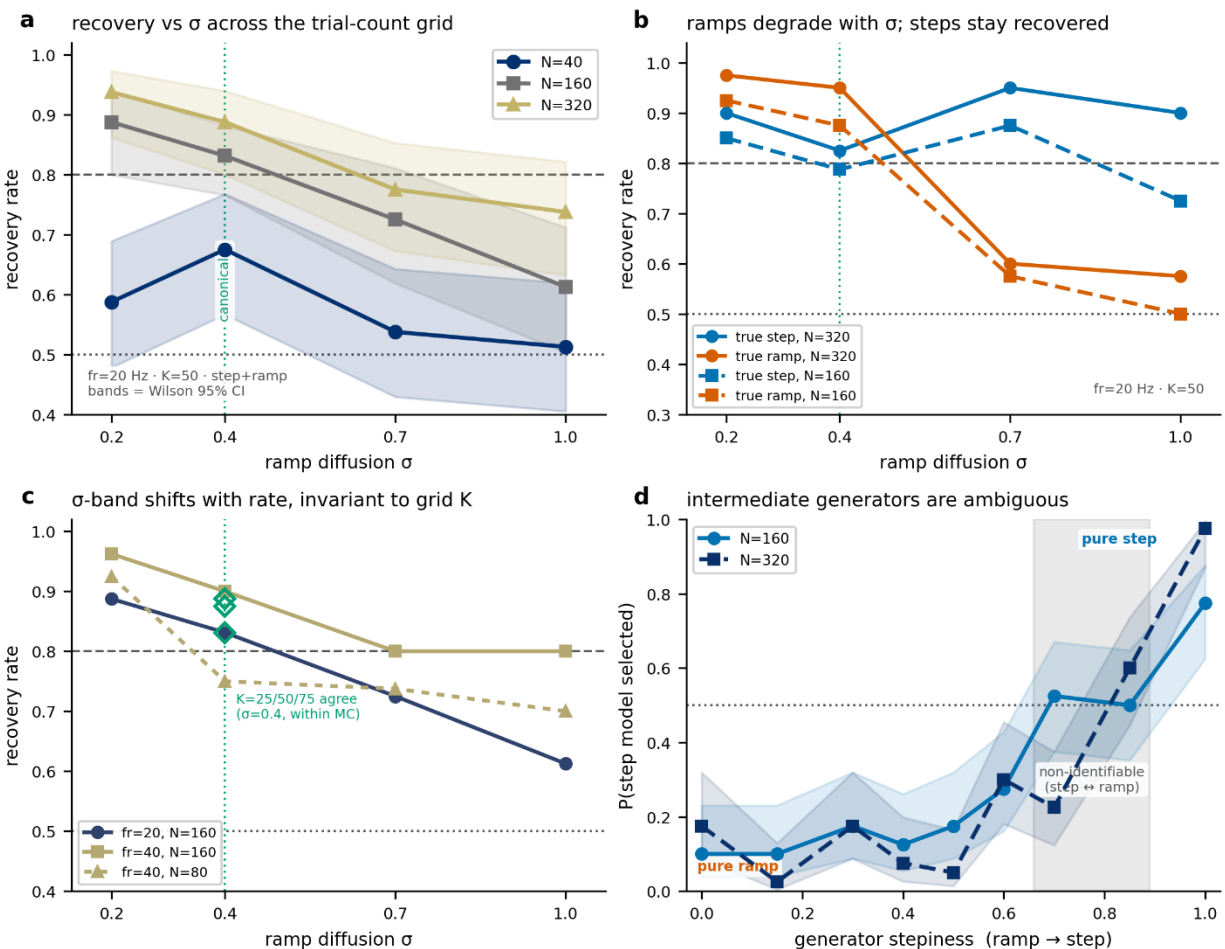 a recovery vs σ across the trial-count grid
recovery rate
1.0
0.9
0.8
0.7
0.6
0.5
0.4
N=40
N=160
N=320
canonical
fr=20 Hz · K=50 · step+ramp
bands = Wilson 95% CI
0.2 0.4 0.7 1.0
ramp diffusion σ
b ramps degrade with σ; steps stay recovered
recovery rate
1.0
0.9
0.8
0.7
0.6
0.5
0.4
0.3
true step, N=320
true ramp, N=320
true step, N=160
true ramp, N=160
fr=20 Hz · K=50
0.2 0.4 0.7 1.0
ramp diffusion σ
c σ-band shifts with rate, invariant to grid K
recovery rate
1.0
0.9
0.8
0.7
0.6
0.5
0.4
K=25/50/75 agree
(σ=0.4, within MC)
fr=20, N=160
fr=40, N=160
fr=40, N=80
0.2 0.4 0.7 1.0
ramp diffusion σ
d intermediate generators are ambiguous
P(step model selected)
1.0
0.8
0.6
0.4
0.2
0.0
N=160
N=320
pure step
non-identifiable
(step ↔ ramp)
pure ramp
0.0 0.2 0.4 0.6 0.8 1.0
generator stepiness (ramp → step)